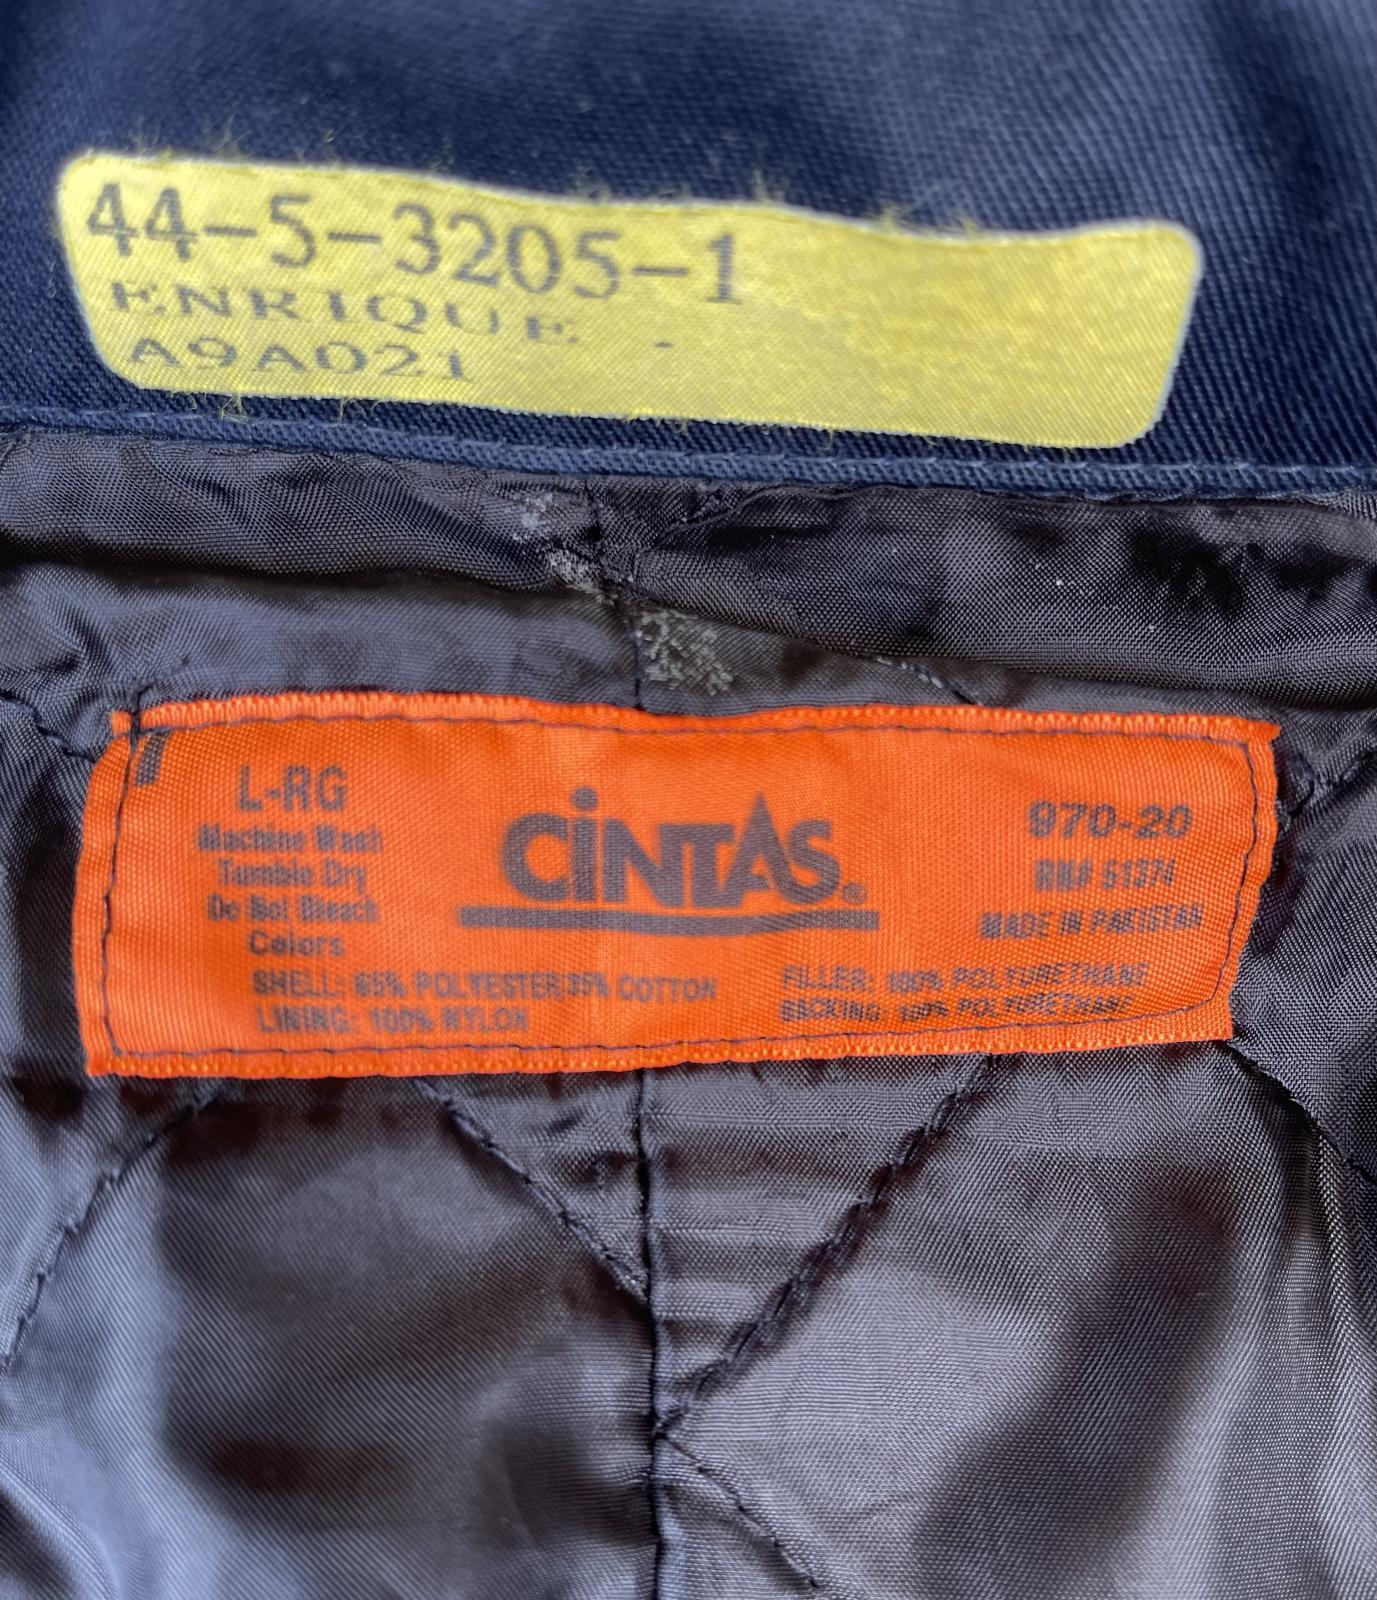 44-5-3205-1
ENRIQUE .
A9A021
L-RG
Machine Wash
Tumble Dry
Do Not Bleach
Colors
CiNTAS®
970-20
RN# 51374
MADE IN PAKISTAN
SHELL: 65% POLYESTER 35% COTTON
LINING: 100% NYLON
FILLER: 100% POLYURETHANE
BACKING: 100% POLYURETHANE